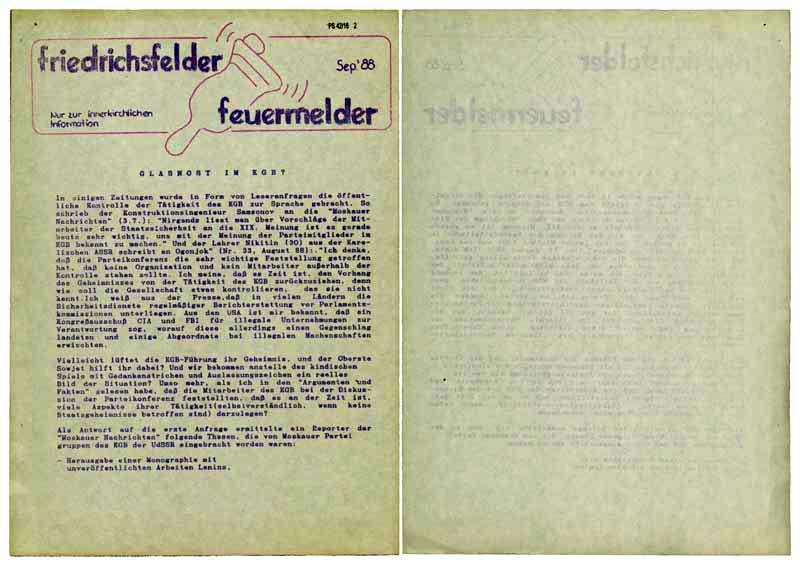 PS 42/16 2
friedrichsfelder
Sep.'88
feuermelder
Nur zur innerkirchlichen
Information
GLASNOST IM KGB?
In einigen Zeitungen wurde in Form von Leseranfragen die öffent-
liche Kontrolle der Tätigkeit des KGB zur Sprache gebracht. So
schrieb der Konstruktionsingenieur Samsonov an die "Moskauer
Nachrichten" (3.7.): "Nirgends liest man über Vorschläge der Mit-
arbeiter der Staatssicherheit an die XIX. Meinung ist es gerade
heute sehr wichtig, uns mit der Meinung der Parteimitglieder im
KGB bekannt zu machen." Und der Lehrer Nikitin (30) aus der Kare-
lischen ASSR schreibt an Ogonjok" (Nr. 33, August 88):"Ich denke,
daß die Parteikonferenz die sehr wichtige Feststellung getroffen
hat, daß keine Organisation und kein Mitarbeiter außerhalb der
Kontrolle stehen sollte. Ich meine, daß es Zeit ist, den Vorhang
des Geheimnisses von der Tätigkeit des KGB zurückzuziehen, denn
wie soll die Gesellschaft etwas kontrollieren, das sie nicht
kennt.Ich weiß aus der Presse,daß in vielen Ländern die
Sicherheitsdienste regelmäßiger Berichterstattung vor Parlaments-
kommissionen unterliegen. Aus den USA ist mir bekannt, daß ein
Kongreßausschuß CIA und FBI für illegale Unternehmungen zur
Verantwortung zog, worauf diese allerdings einen Gegenschlag
landeten und einige Abgeordnete bei illegalen Machenschaften
erwischten.
Vielleicht lüftet die KGB-Führung ihr Geheimnis, und der Oberste
Sowjet hilft ihr dabei? Und wir bekommen anstelle des kindischen
Spiels mit Gedankenstrichen und Auslassungszeichen ein reelles
Bild der Situation? Umso mehr, als ich in den "Argumenten und
Fakten" gelesen habe, daß die Mitarbeiter des KGB bei der Diskus-
sion der Parteikonferenz feststellten, daß es an der Zeit ist,
viele Aspekte ihrer Tätigkeit(selbstverständlich, wenn keine
Staatsgeheimnisse betroffen sind) darzulegen?
Als Antwort auf die erste Anfrage ermittelte ein Reporter der
"Moskauer Nachrichten" folgende Thesen, die von Moskauer Partei
gruppen des KGB der UdSSR eingebracht worden waren:
- Herausgabe einer Monographie mit
unveröffentlichten Arbeiten Lenins,